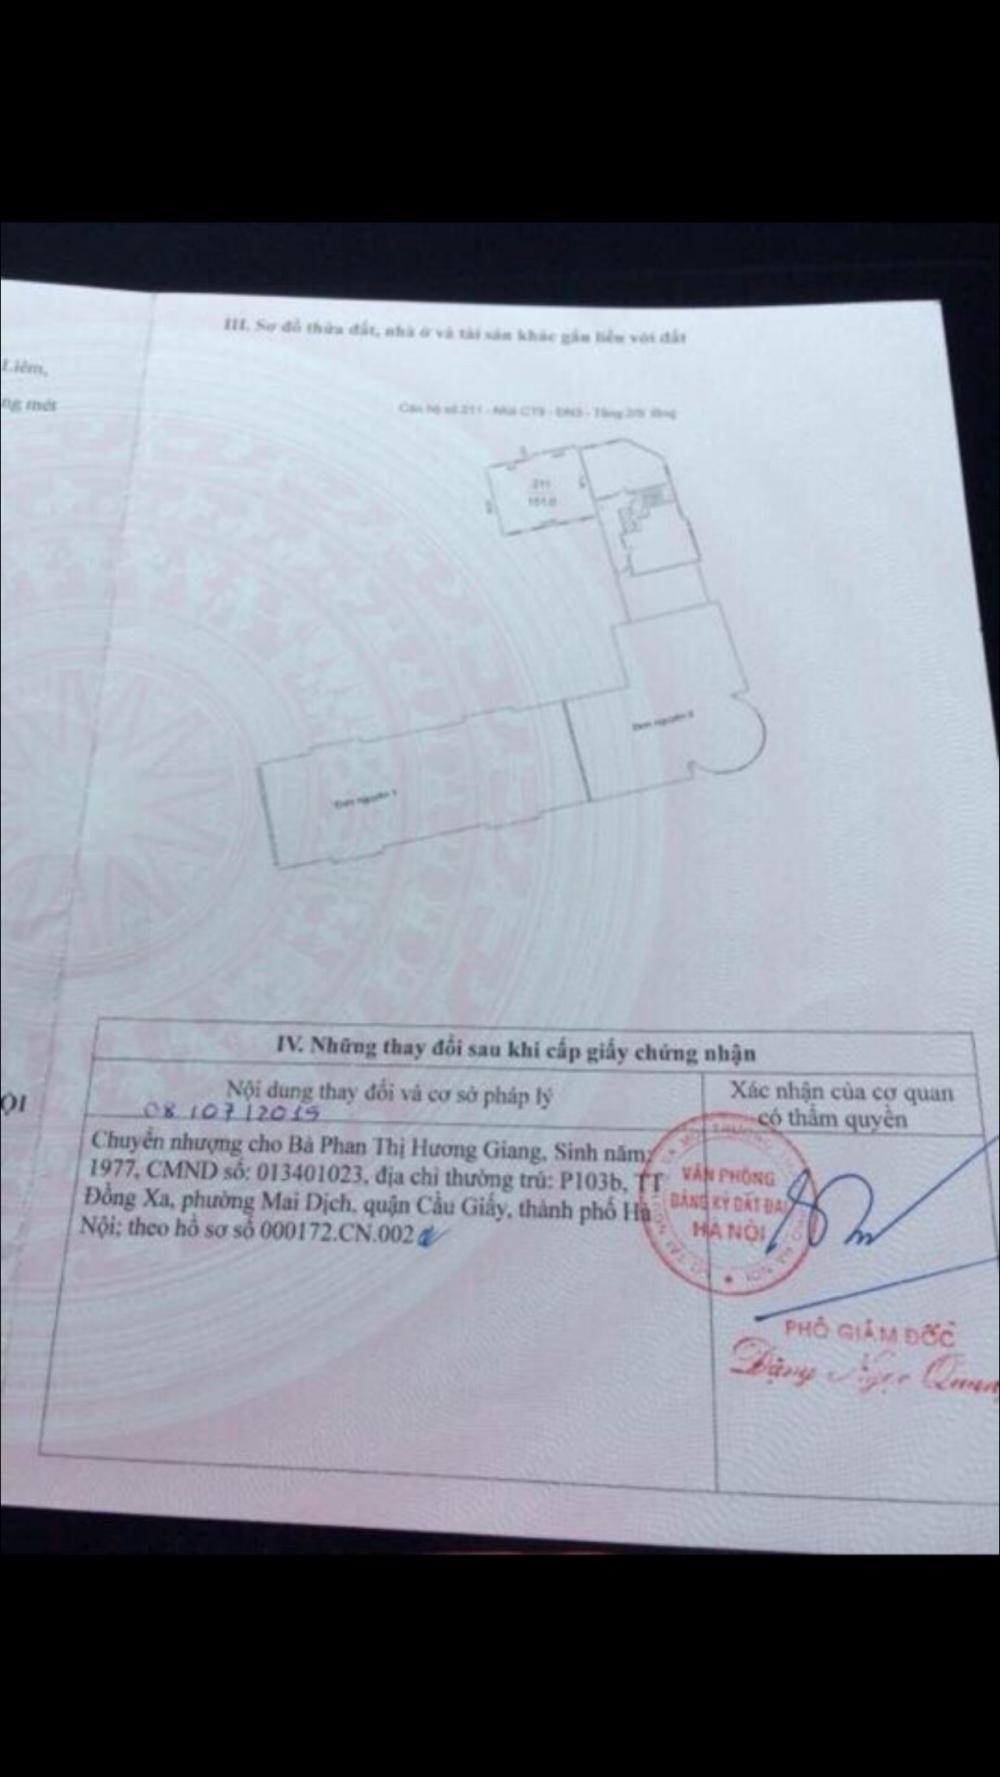 III. Sơ đồ thửa đất, nhà ở và tài sản khác gắn liền với đất
Liêm,
ng mét
Căn hộ số 211 - Nhà CT9 - ĐN3 - Tầng 2/9 tầng
211
151.0
Đơn nguyên 2
Đơn nguyên 1
IV. Những thay đổi sau khi cấp giấy chứng nhận
Nội dung thay đổi và cơ sở pháp lý
Xác nhận của cơ quan
có thẩm quyền
ỘI
08/07/2015
Chuyển nhượng cho Bà Phan Thị Hương Giang, Sinh năm:
1977, CMND số: 013401023, địa chỉ thường trú: P103b, TT
Đồng Xa, phường Mai Dịch, quận Cầu Giấy, thành phố Hà
Nội; theo hồ sơ số 000172.CN.002
VĂN PHÒNG
ĐĂNG KÝ ĐẤT ĐAI
HÀ NỘI
PHÓ GIÁM ĐỐC
Đặng Ngọc